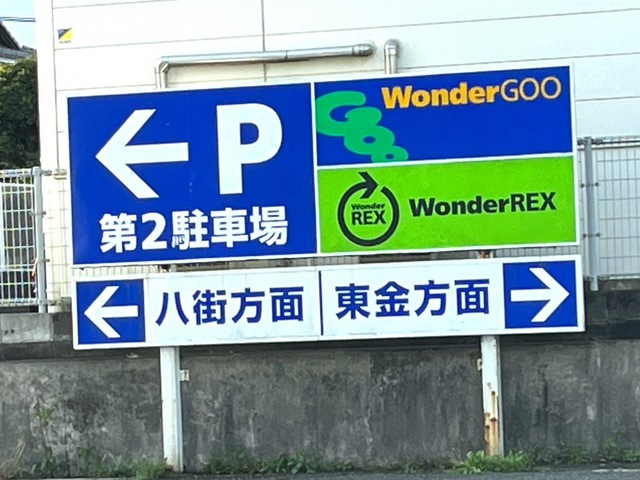 ← P
第2駐車場
WonderGOO
Goo
Wonder
REX
WonderREX
← 八街方面
東金方面 →